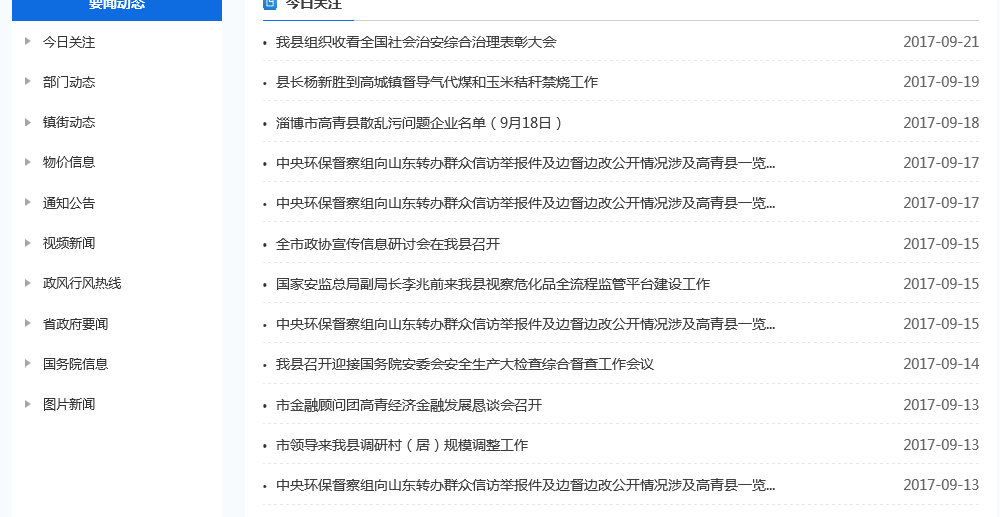 要闻动态
今日关注
部门动态
镇街动态
物价信息
通知公告
视频新闻
政风行风热线
省政府要闻
国务院信息
图片新闻
今日关注
• 我县组织收看全国社会治安综合治理表彰大会 2017-09-21
• 县长杨新胜到高城镇督导气代煤和玉米秸秆禁烧工作 2017-09-19
• 淄博市高青县散乱污问题企业名单（9月18日） 2017-09-18
• 中央环保督察组向山东转办群众信访举报件及边督边改公开情况涉及高青县一览... 2017-09-17
• 中央环保督察组向山东转办群众信访举报件及边督边改公开情况涉及高青县一览... 2017-09-17
• 全市政协宣传信息研讨会在我县召开 2017-09-15
• 国家安监总局副局长李兆前来我县视察危化品全流程监管平台建设工作 2017-09-15
• 中央环保督察组向山东转办群众信访举报件及边督边改公开情况涉及高青县一览... 2017-09-15
• 我县召开迎接国务院安委会安全生产大检查综合督查工作会议 2017-09-14
• 市金融顾问团高青经济金融发展恳谈会召开 2017-09-13
• 市领导来我县调研村（居）规模调整工作 2017-09-13
• 中央环保督察组向山东转办群众信访举报件及边督边改公开情况涉及高青县一览... 2017-09-13